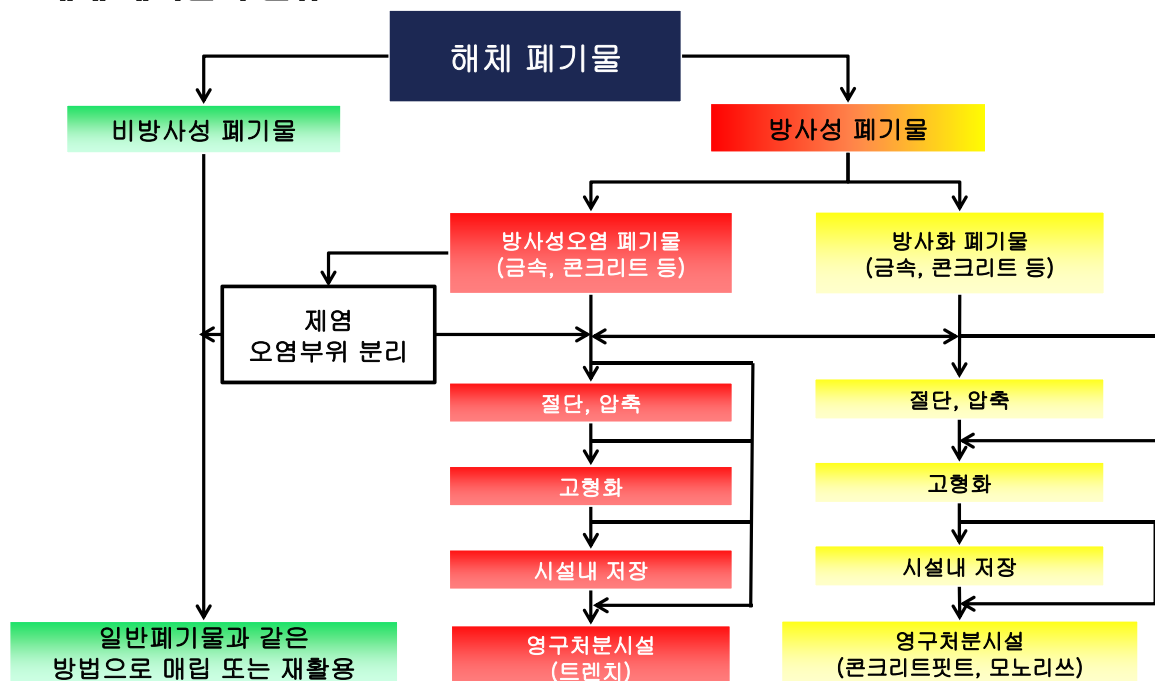 해체 폐기물
비방사성 폐기물
방사성 폐기물
방사성오염 폐기물
(금속, 콘크리트 등)
방사화 폐기물
(금속, 콘크리트 등)
제염
오염부위 분리
절단, 압축
절단, 압축
고형화
고형화
시설내 저장
시설내 저장
일반폐기물과 같은
방법으로 매립 또는 재활용
영구처분시설
(트렌치)
영구처분시설
(콘크리트핏트, 모노리쓰)